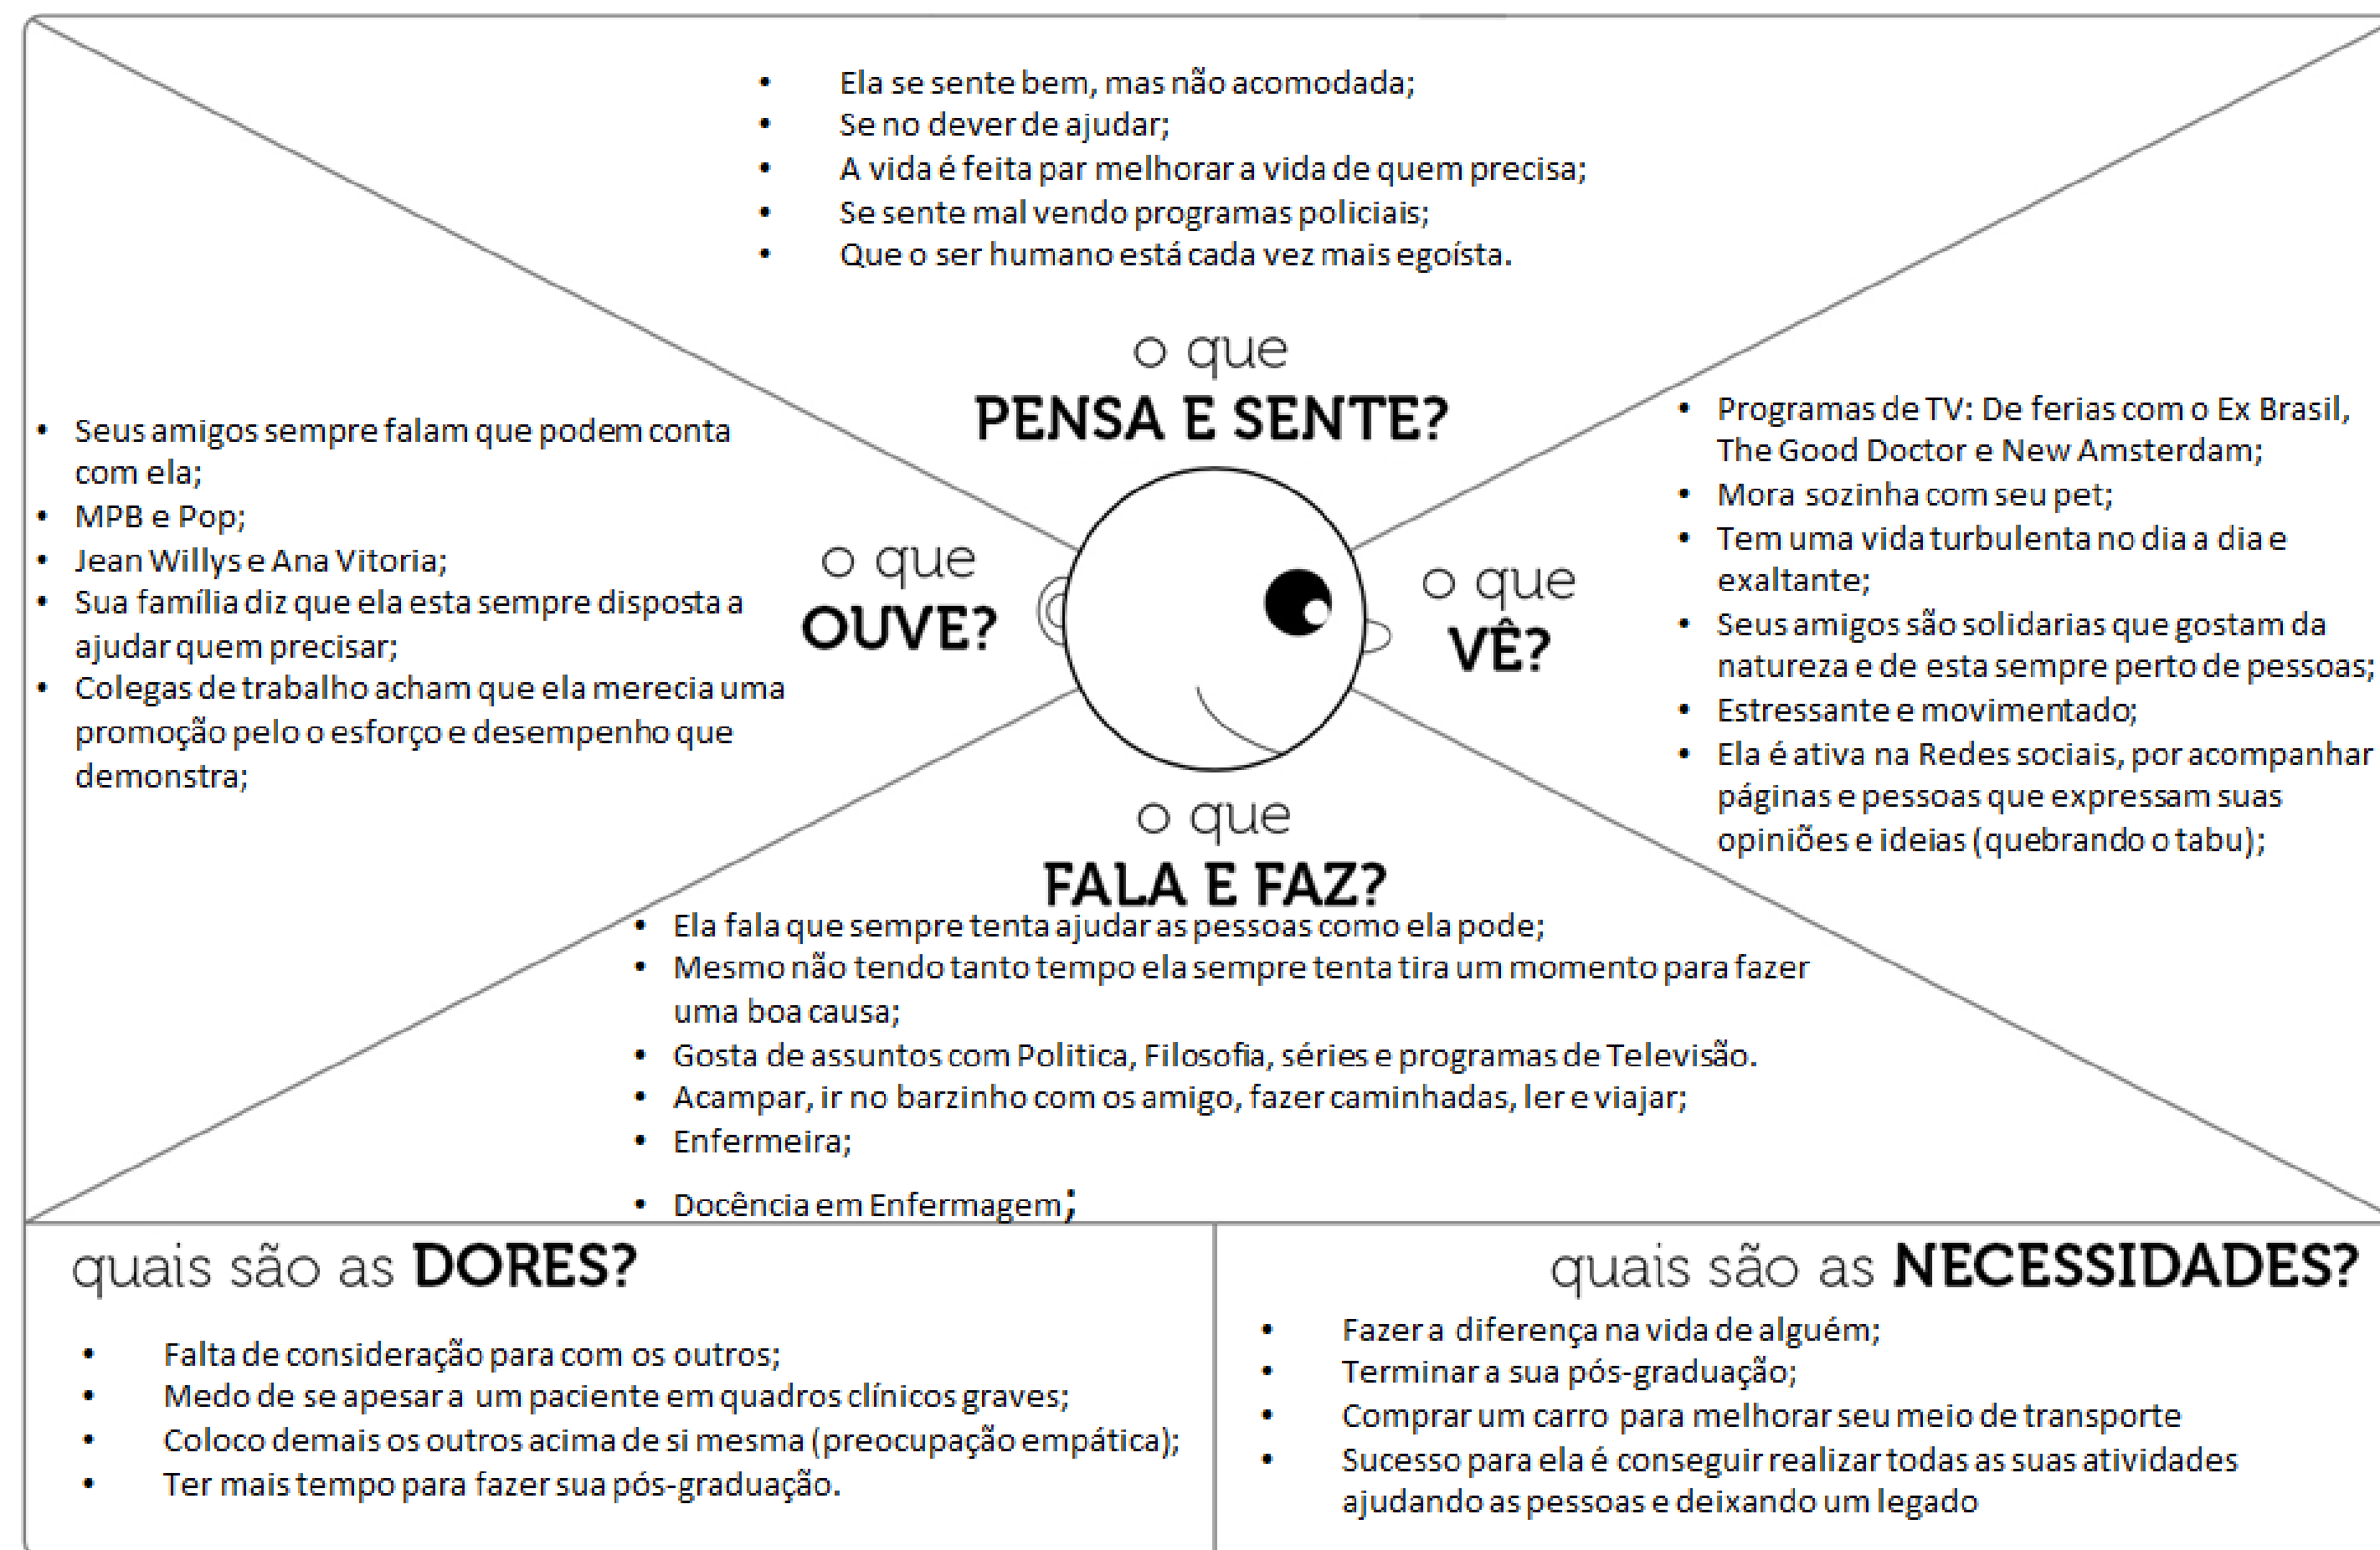 • Ela se sente bem, mas não acomodada;
• Se no dever de ajudar;
• A vida é feita par melhorar a vida de quem precisa;
• Se sente mal vendo programas policiais;
• Que o ser humano está cada vez mais egoísta.
o que
PENSA E SENTE?
• Seus amigos sempre falam que podem conta
com ela;
• MPB e Pop;
• Jean Willys e Ana Vitoria;
• Sua família diz que ela esta sempre disposta a
ajudar quem precisar;
• Colegas de trabalho acham que ela merecia uma
promoção pelo o esforço e desempenho que
demonstra;
o que
OUVE?
o que
VÊ?
• Programas de TV: De ferias com o Ex Brasil,
The Good Doctor e New Amsterdam;
• Mora sozinha com seu pet;
• Tem uma vida turbulenta no dia a dia e
exaltante;
• Seus amigos são solidarias que gostam da
natureza e de esta sempre perto de pessoas;
• Estressante e movimentado;
• Ela é ativa na Redes sociais, por acompanhar
páginas e pessoas que expressam suas
opiniões e ideias (quebrando o tabu);
o que
FALA E FAZ?
• Ela fala que sempre tenta ajudar as pessoas como ela pode;
• Mesmo não tendo tanto tempo ela sempre tenta tira um momento para fazer
uma boa causa;
• Gosta de assuntos com Politica, Filosofia, séries e programas de Televisão.
• Acampar, ir no barzinho com os amigo, fazer caminhadas, ler e viajar;
• Enfermeira;
• Docência em Enfermagem;
quais são as DORES?
• Falta de consideração para com os outros;
• Medo de se apesar a um paciente em quadros clínicos graves;
• Coloco demais os outros acima de si mesma (preocupação empática);
• Ter mais tempo para fazer sua pós-graduação.
quais são as NECESSIDADES?
• Fazer a diferença na vida de alguém;
• Terminar a sua pós-graduação;
• Comprar um carro para melhorar seu meio de transporte
• Sucesso para ela é conseguir realizar todas as suas atividades
ajudando as pessoas e deixando um legado